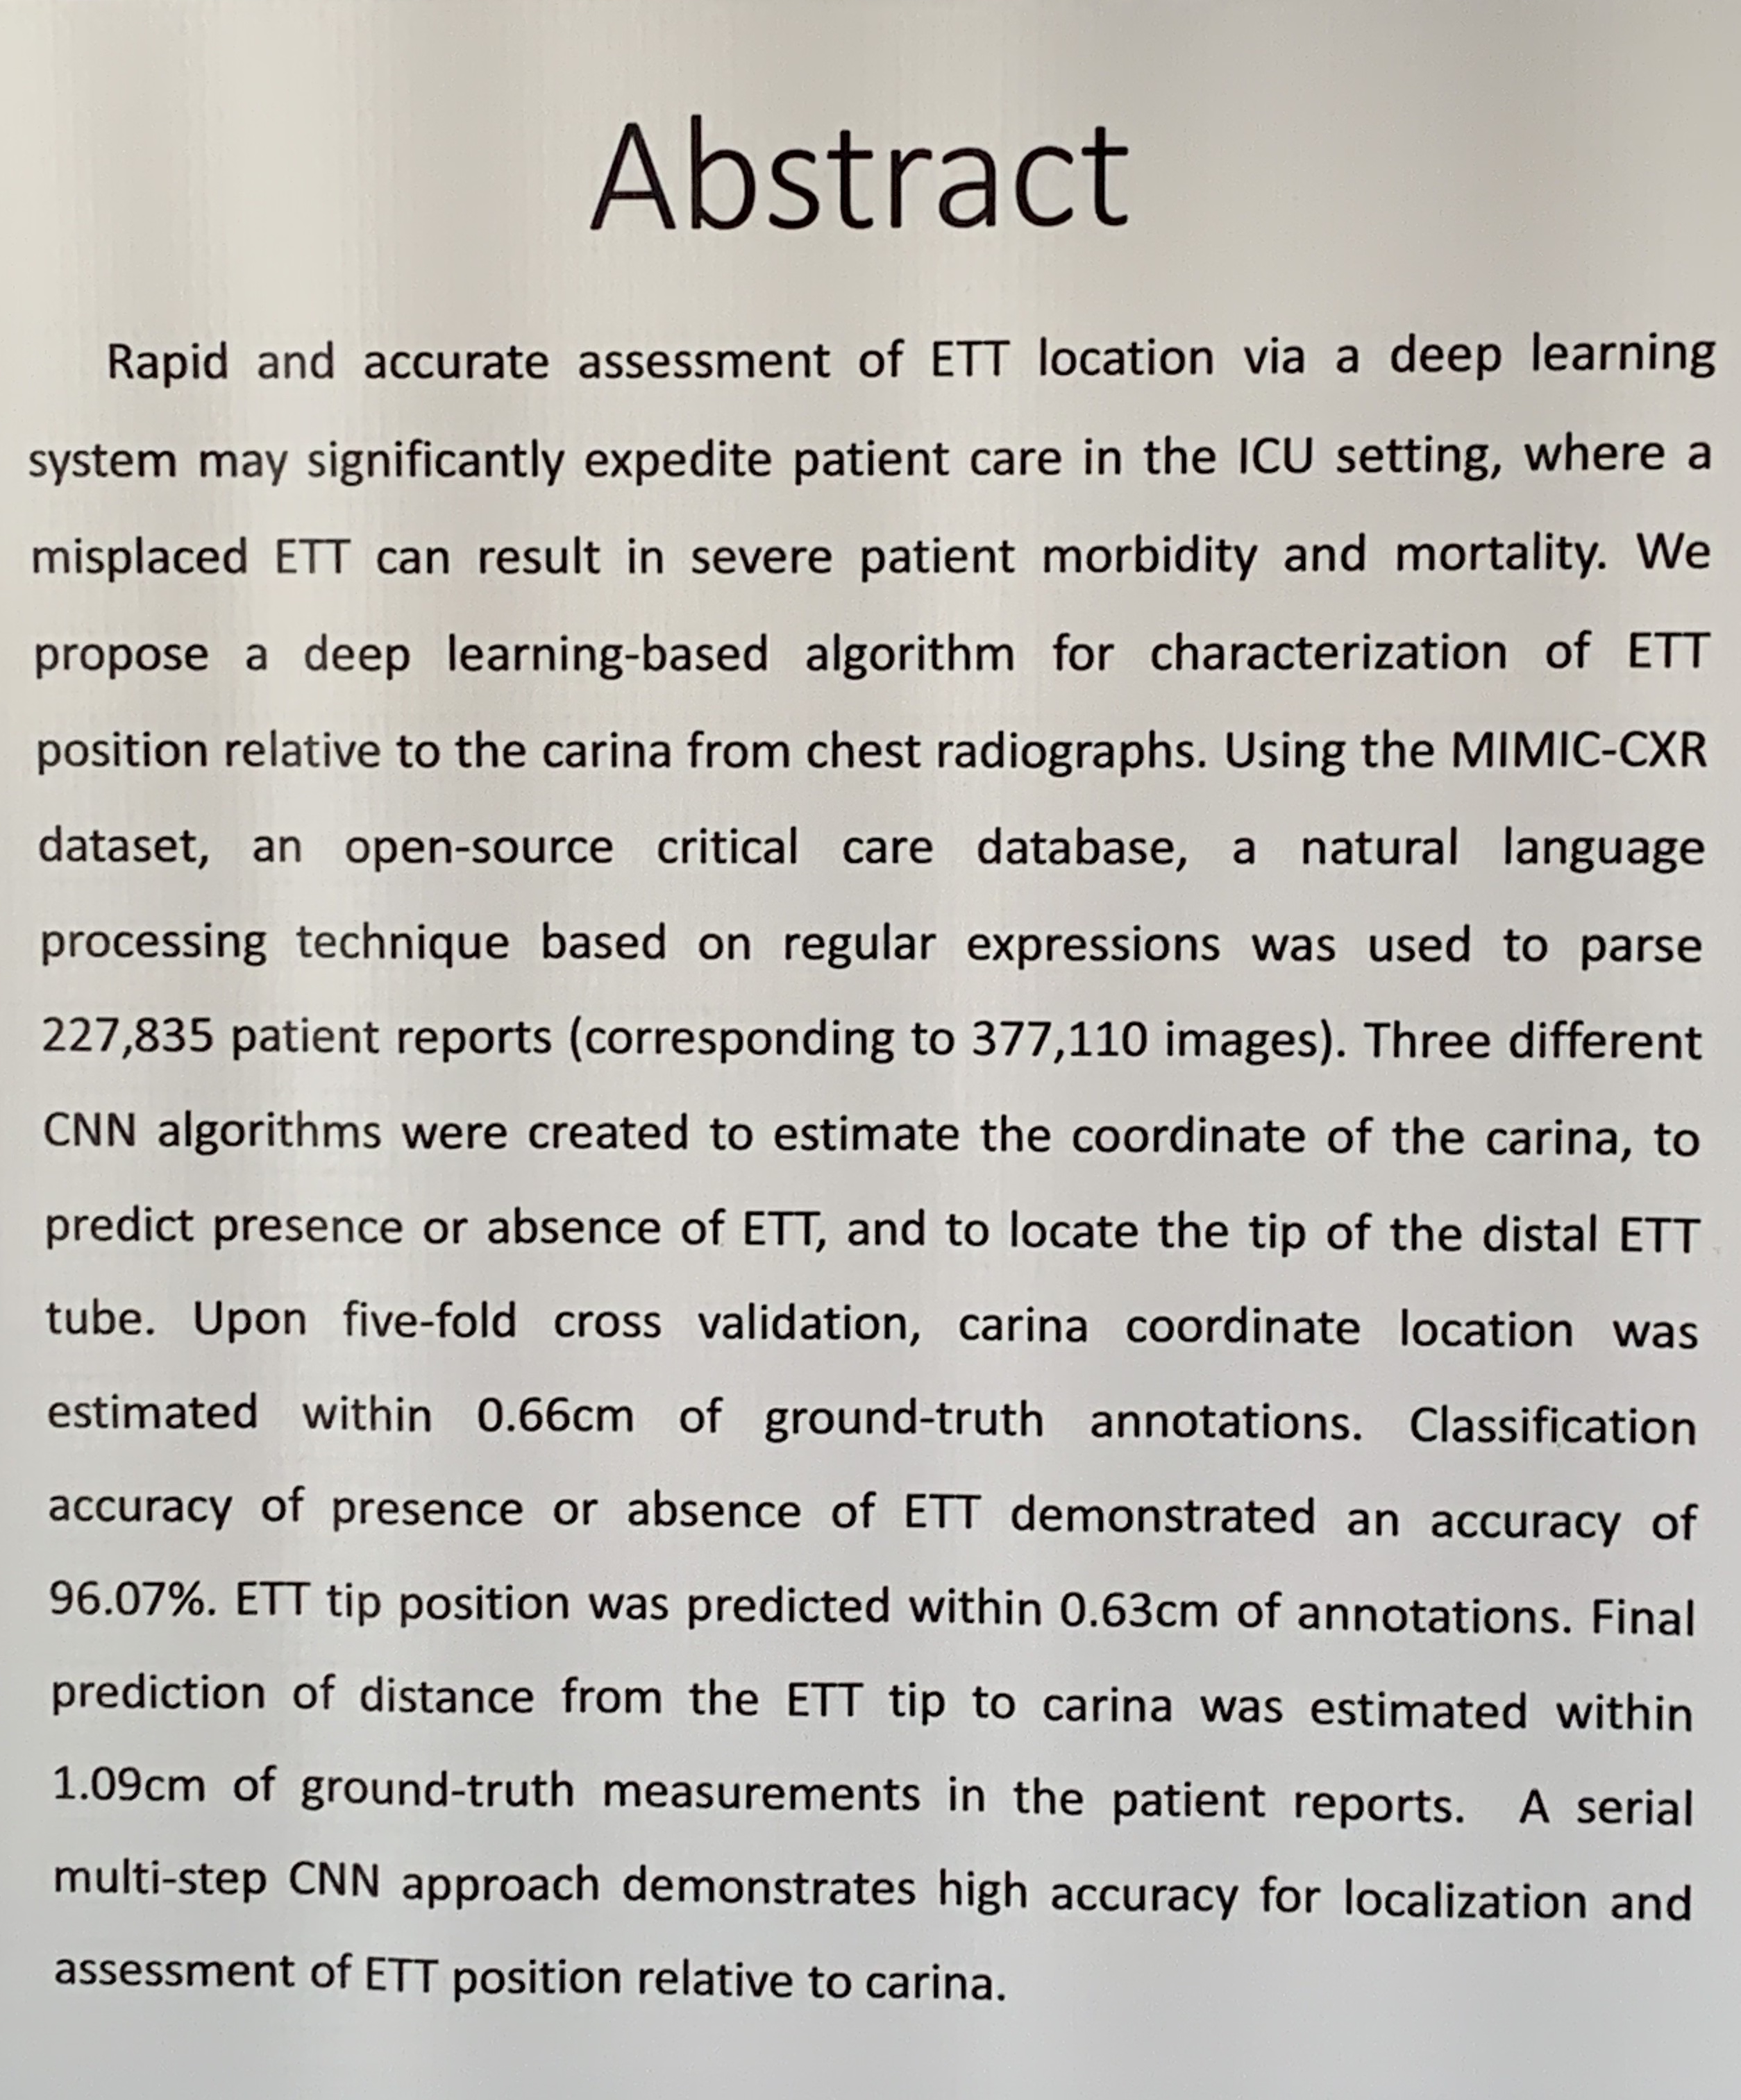 Abstract
Rapid and accurate assessment of ETT location via a deep learning
system may significantly expedite patient care in the ICU setting, where a
misplaced ETT can result in severe patient morbidity and mortality. We
propose a deep learning-based algorithm for characterization of ETT
position relative to the carina from chest radiographs. Using the MIMIC-CXR
dataset, an open-source critical care database, a natural language
processing technique based on regular expressions was used to parse
227,835 patient reports (corresponding to 377,110 images). Three different
CNN algorithms were created to estimate the coordinate of the carina, to
predict presence or absence of ETT, and to locate the tip of the distal ETT
tube. Upon five-fold cross validation, carina coordinate location was
estimated within 0.66cm of ground-truth annotations. Classification
accuracy of presence or absence of ETT demonstrated an accuracy of
96.07%. ETT tip position was predicted within 0.63cm of annotations. Final
prediction of distance from the ETT tip to carina was estimated within
1.09cm of ground-truth measurements in the patient reports. A serial
multi-step CNN approach demonstrates high accuracy for localization and
assessment of ETT position relative to carina.